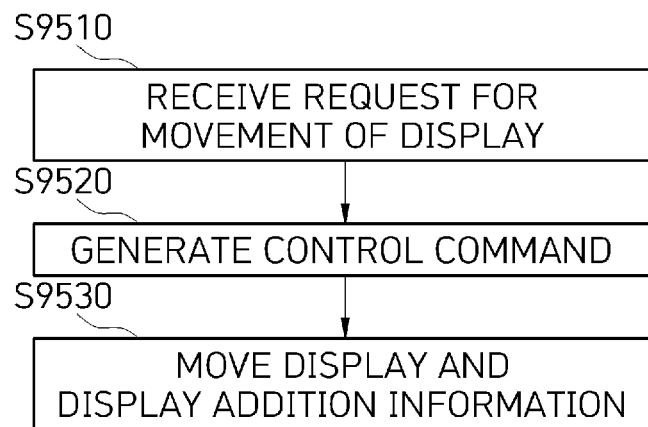 S9510
RECEIVE REQUEST FOR
MOVEMENT OF DISPLAY
S9520
GENERATE CONTROL COMMAND
S9530
MOVE DISPLAY AND
DISPLAY ADDITION INFORMATION